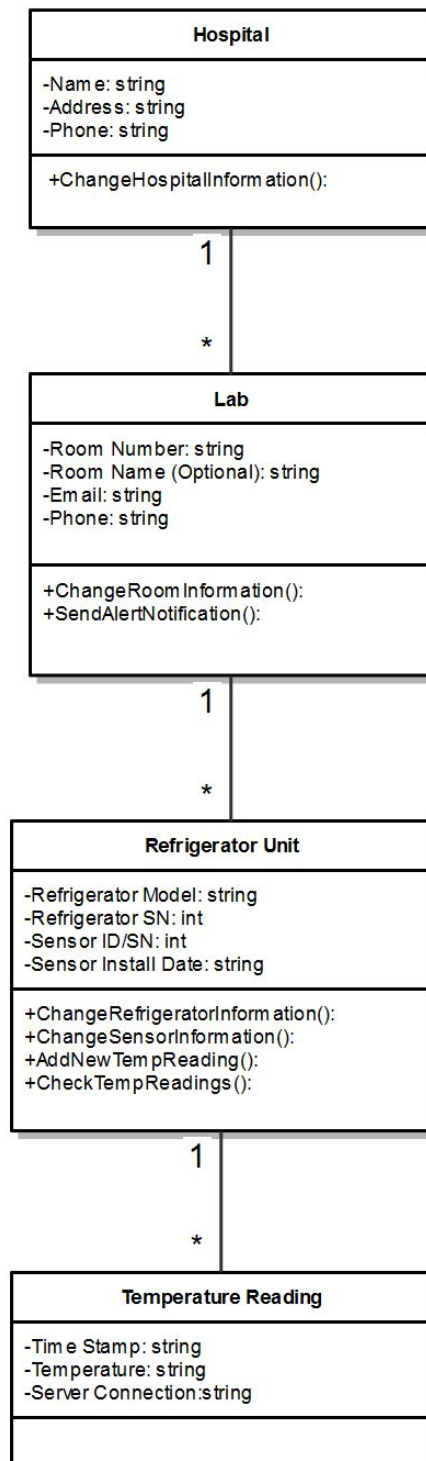 Hospital
-Name: string
-Address: string
-Phone: string
+ChangeHospitalInformation():
1
*
Lab
-Room Number: string
-Room Name (Optional): string
-Email: string
-Phone: string
+ChangeRoomInformation():
+SendAlertNotification():
1
*
Refrigerator Unit
-Refrigerator Model: string
-Refrigerator SN: int
-Sensor ID/SN: int
-Sensor Install Date: string
+ChangeRefrigeratorInformation():
+ChangeSensorInformation():
+AddNewTempReading():
+CheckTempReadings():
1
*
Temperature Reading
-Time Stamp: string
-Temperature: string
-Server Connection:string